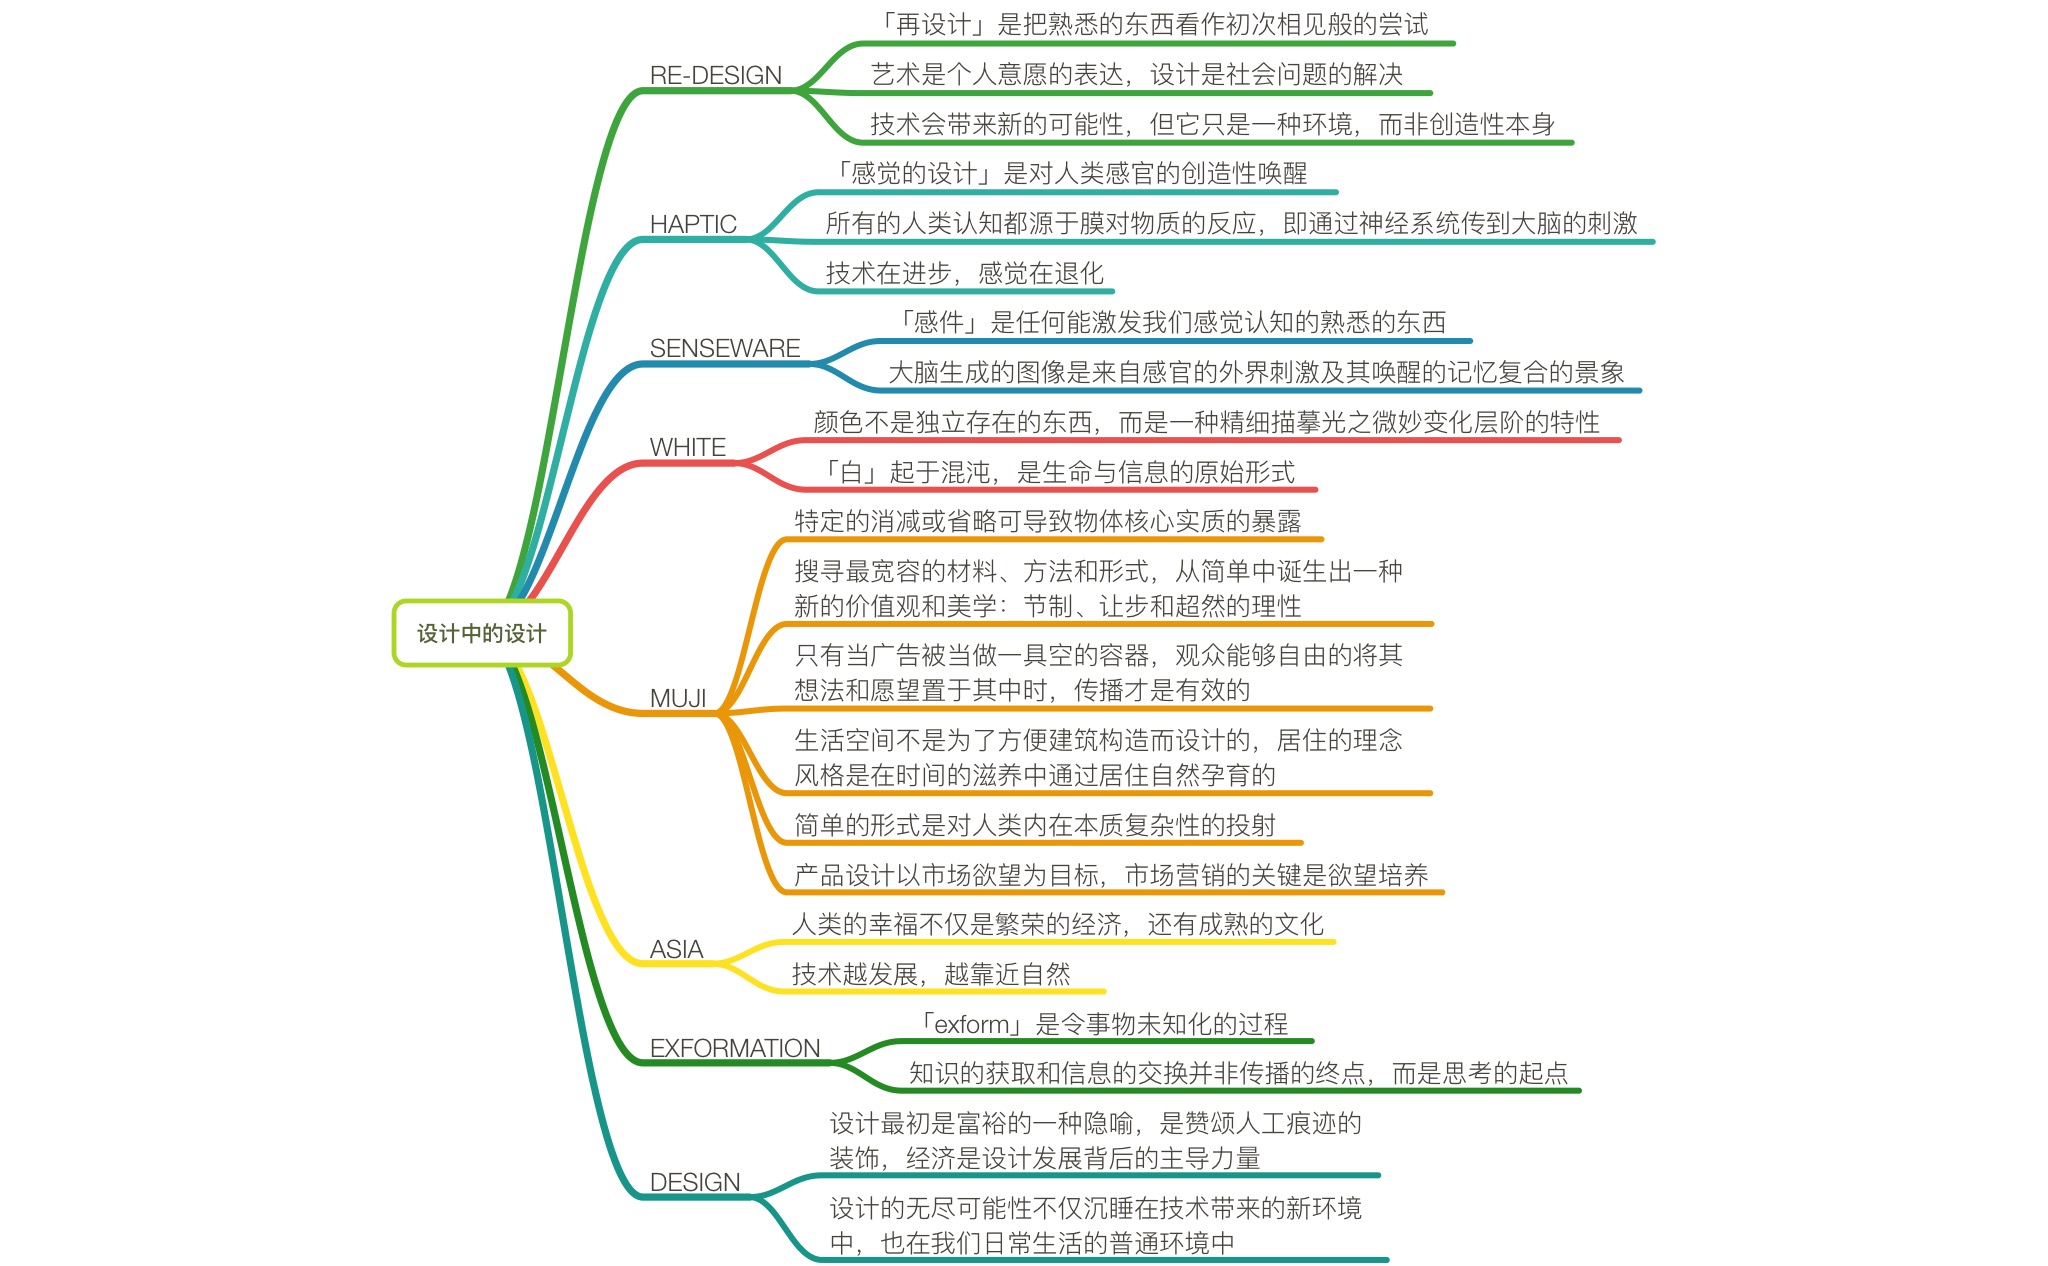 设计中的设计
RE-DESIGN
「再设计」是把熟悉的东西看作初次相见般的尝试
艺术是个人意愿的表达，设计是社会问题的解决
技术会带来新的可能性，但它只是一种环境，而非创造性本身
HAPTIC
「感觉的设计」是对人类感官的创造性唤醒
所有的人类认知都源于膜对物质的反应，即通过神经系统传到大脑的刺激
技术在进步，感觉在退化
SENSEWARE
「感件」是任何能激发我们感觉认知的熟悉的东西
大脑生成的图像是来自感官的外界刺激及其唤醒的记忆复合的景象
WHITE
颜色不是独立存在的东西，而是一种精细描摹光之微妙变化层阶的特性
「白」起于混沌，是生命与信息的原始形式
MUJI
特定的消减或省略可导致物体核心实质的暴露
搜寻最宽容的材料、方法和形式，从简单中诞生出一种
新的价值观和美学：节制、让步和超然的理性
只有当广告被当做一具空的容器，观众能够自由的将其
想法和愿望置于其中时，传播才是有效的
生活空间不是为了方便建筑构造而设计的，居住的理念
风格是在时间的滋养中通过居住自然孕育的
简单的形式是对人类内在本质复杂性的投射
产品设计以市场欲望为目标，市场营销的关键是欲望培养
ASIA
人类的幸福不仅是繁荣的经济，还有成熟的文化
技术越发展，越靠近自然
EXFORMATION
「exform」是令事物未知化的过程
知识的获取和信息的交换并非传播的终点，而是思考的起点
DESIGN
设计最初是富裕的一种隐喻，是赞颂人工痕迹的
装饰，经济是设计发展背后的主导力量
设计的无尽可能性不仅沉睡在技术带来的新环境
中，也在我们日常生活的普通环境中